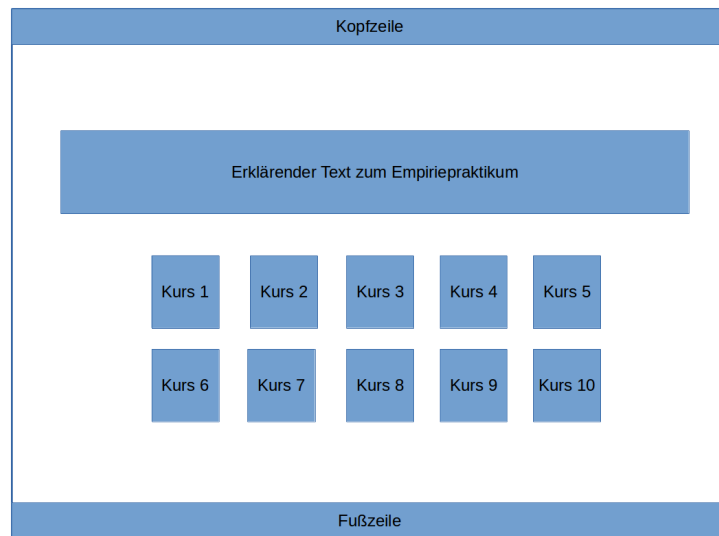 Kopfzeile
Erklärender Text zum Empiriepraktikum
Kurs 1
Kurs 2
Kurs 3
Kurs 4
Kurs 5
Kurs 6
Kurs 7
Kurs 8
Kurs 9
Kurs 10
Fußzeile